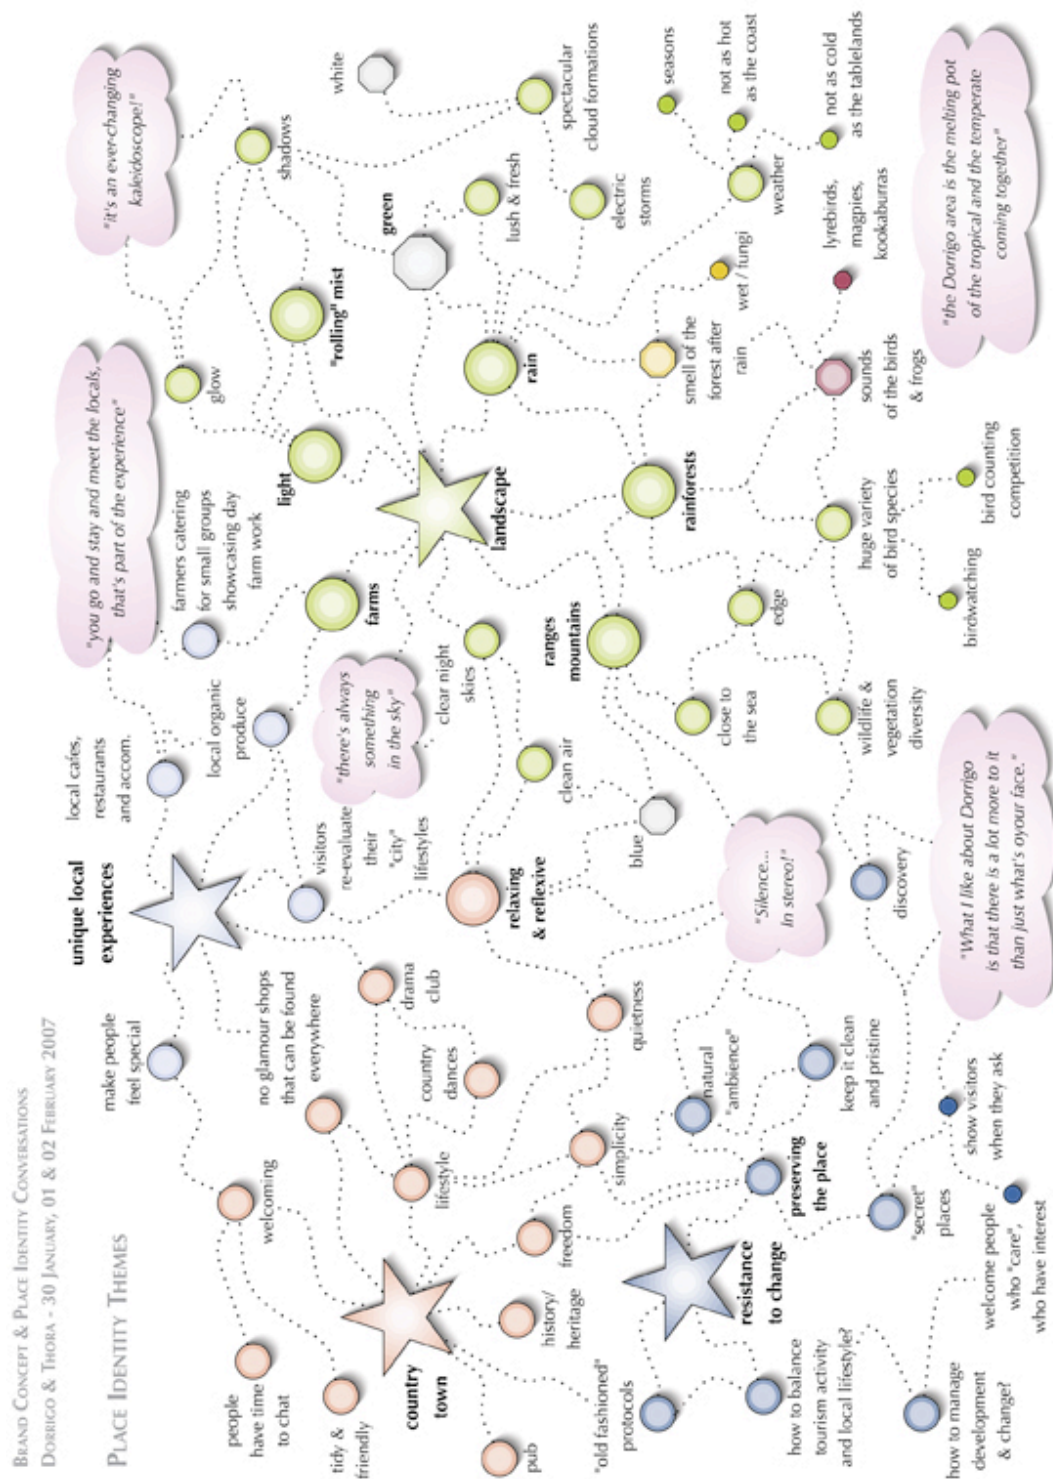 BRAND CONCEPT & PLACE IDENTITY CONVERSATIONS
DORRIGO & THORA - 30 JANUARY, 01 & 02 FEBRUARY 2007
PLACE IDENTITY THEMES
people
have time
to chat
tidy &
friendly
pub
"old fashioned"
protocols
country
town
history/
heritage
welcoming
make people
feel special
unique local
experiences
no glamour shops
that can be found
everywhere
lifestyle
freedom
simplicity
country
dances
drama
club
quietness
local cafes,
restaurants
and accom.
local organic
produce
visitors
re-evaluate
their
"city"
lifestyles
relaxing
& reflexive
"you go and stay and meet the locals,
that's part of the experience"
farmers catering
for small groups
showcasing day
farm work
farms
"there's always
something
in the sky"
clear night
skies
clean air
blue
"it's an ever-changing
kaleidoscope!"
glow
shadows
light
"rolling" mist
landscape
white
green
lush & fresh
spectacular
cloud formations
electric
storms
rain
seasons
not as hot
as the coast
not as cold
as the tablelands
weather
wet / fungi
smell of the
forest after
rain
lyrebirds,
magpies,
kookaburras
sounds
of the birds
& frogs
rainforests
ranges
mountains
edge
close to
the sea
huge variety
of bird species
bird counting
competition
birdwatching
wildlife &
vegetation
diversity
"the Dorrigo area is the melting pot
of the tropical and the temperate
coming together"
"Silence...
In stereo!"
discovery
"What I like about Dorrigo
is that there is a lot more to it
than just what's oyour face."
natural
"ambience"
keep it clean
and pristine
preserving
the place
resistance
to change
"secret"
places
show visitors
when they ask
welcome people
who "care"
who have interest
how to balance
tourism activity
and local lifestyle?
how to manage
development
& change?